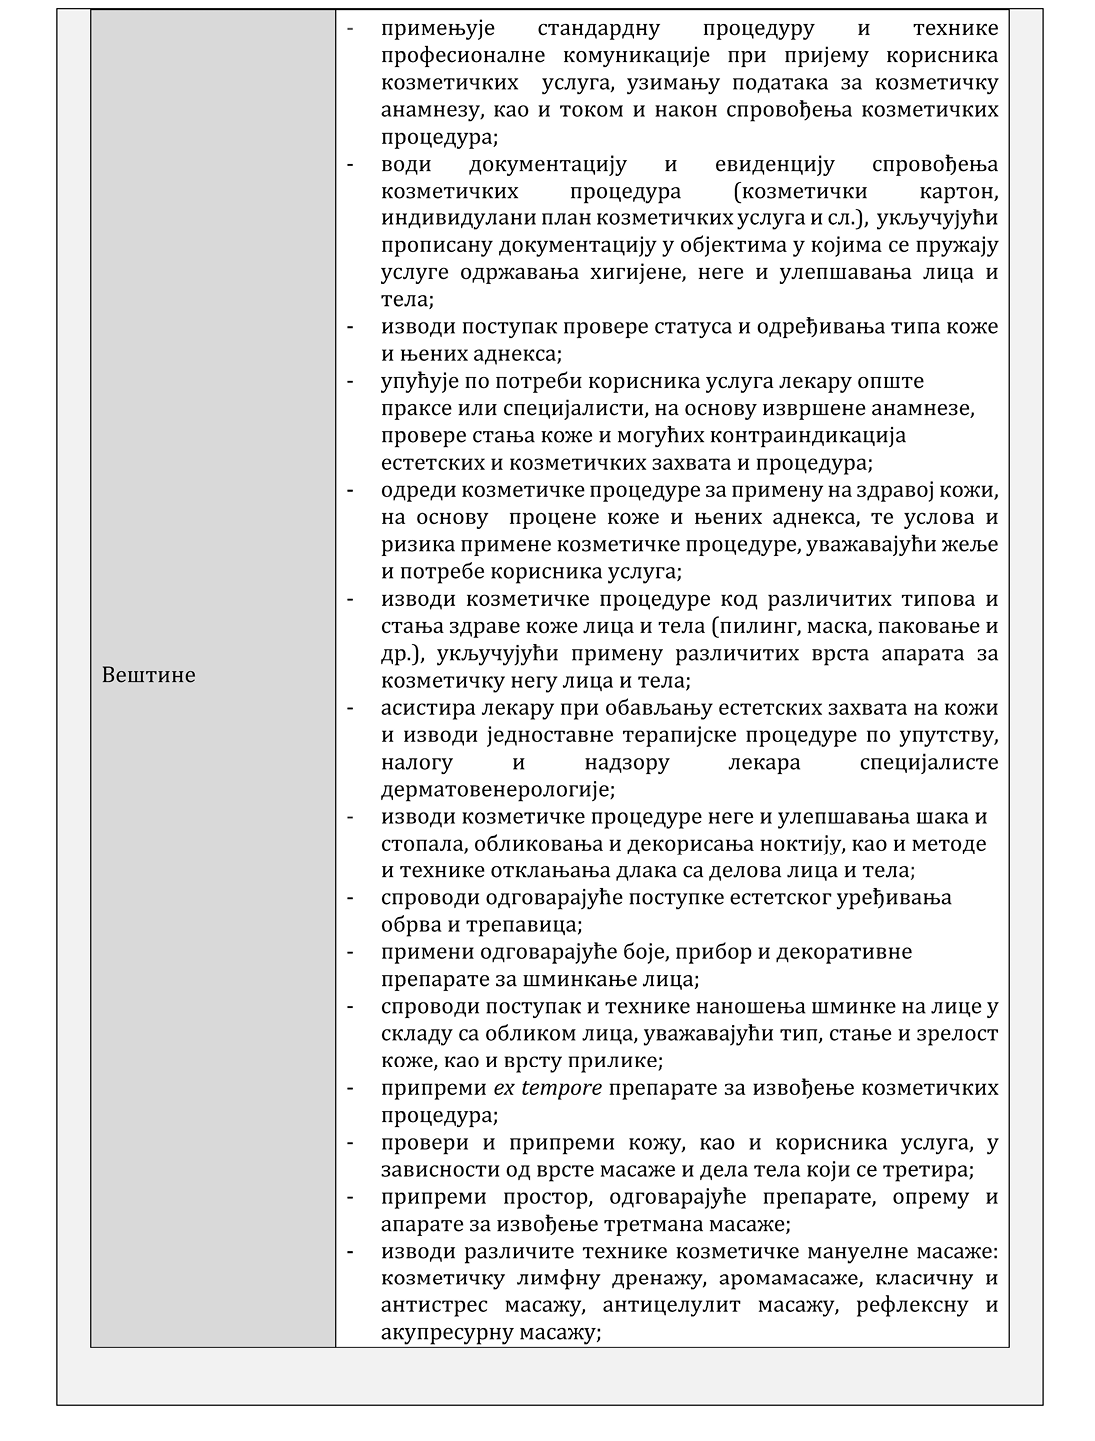 Вештине
- примењује стандардну процедуру и технике
професионалне комуникације при пријему корисника
козметичких услуга, узимању података за козметичку
анамнезу, као и током и након спровођења козметичких
процедура;
- води документацију и евиденцију спровођења
козметичких процедура (козметички картон,
индивидулани план козметичких услуга и сл.), укључујући
прописану документацију у објектима у којима се пружају
услуге одржавања хигијене, неге и улепшавања лица и
тела;
- изводи поступак провере статуса и одређивања типа коже
и њених аднекса;
- упућује по потреби корисника услуга лекару опште
праксе или специјалисти, на основу извршене анамнезе,
провере стања коже и могућих контраиндикација
естетских и козметичких захвата и процедура;
- одреди козметичке процедуре за примену на здравој кожи,
на основу процене коже и њених аднекса, те услова и
ризика примене козметичке процедуре, уважавајући жеље
и потребе корисника услуга;
- изводи козметичке процедуре код различитих типова и
стања здраве коже лица и тела (пилинг, маска, паковање и
др.), укључујући примену различитих врста апарата за
козметичку негу лица и тела;
- асистира лекару при обављању естетских захвата на кожи
и изводи једноставне терапијске процедуре по упутству,
налогу и надзору лекара специјалисте
дерматовенерологије;
- изводи козметичке процедуре неге и улепшавања шака и
стопала, обликовања и декорисања ноктију, као и методе
и технике отклањања длака са делова лица и тела;
- спроводи одговарајуће поступке естетског уређивања
обрва и трепавица;
- примени одговарајуће боје, прибор и декоративне
препарате за шминкање лица;
- спроводи поступак и технике наношења шминке на лице у
складу са обликом лица, уважавајући тип, стање и зрелост
коже, као и врсту прилике;
- припреми ex tempore препарате за извођење козметичких
процедура;
- провери и припреми кожу, као и корисника услуга, у
зависности од врсте масаже и дела тела који се третира;
- припреми простор, одговарајуће препарате, опрему и
апарате за извођење третмана масаже;
- изводи различите технике козметичке мануелне масаже:
козметичку лимфну дренажу, аромамасаже, класичну и
антистрес масажу, антицелулит масажу, рефлексну и
акупресурну масажу;